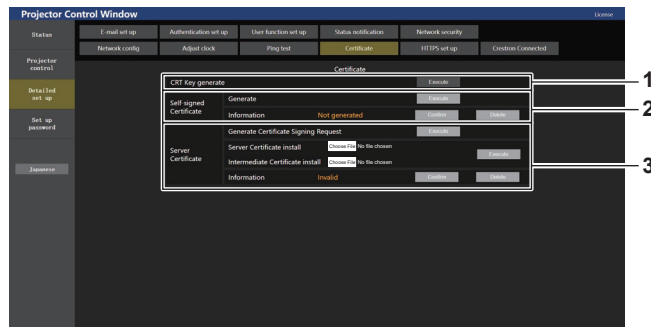 Projector Control Window License
Status E-mail set up Authentication set up User function set up Status notification Network security
Network config Adjust clock Ping test Certificate HTTPS set up Crestron Connected
Projector
control
Certificate
CRT Key generate Execute 1
Detailed
set up
Self-signed
Certificate
Generate Execute
Information Not generated Confirm Delete
2
Set up
password
Server
Certificate
Generate Certificate Signing Request Execute
Server Certificate install Choose File No file chosen
Intermediate Certificate install Choose File No file chosen
Execute
Information Invalid Confirm Delete
3
Japanese